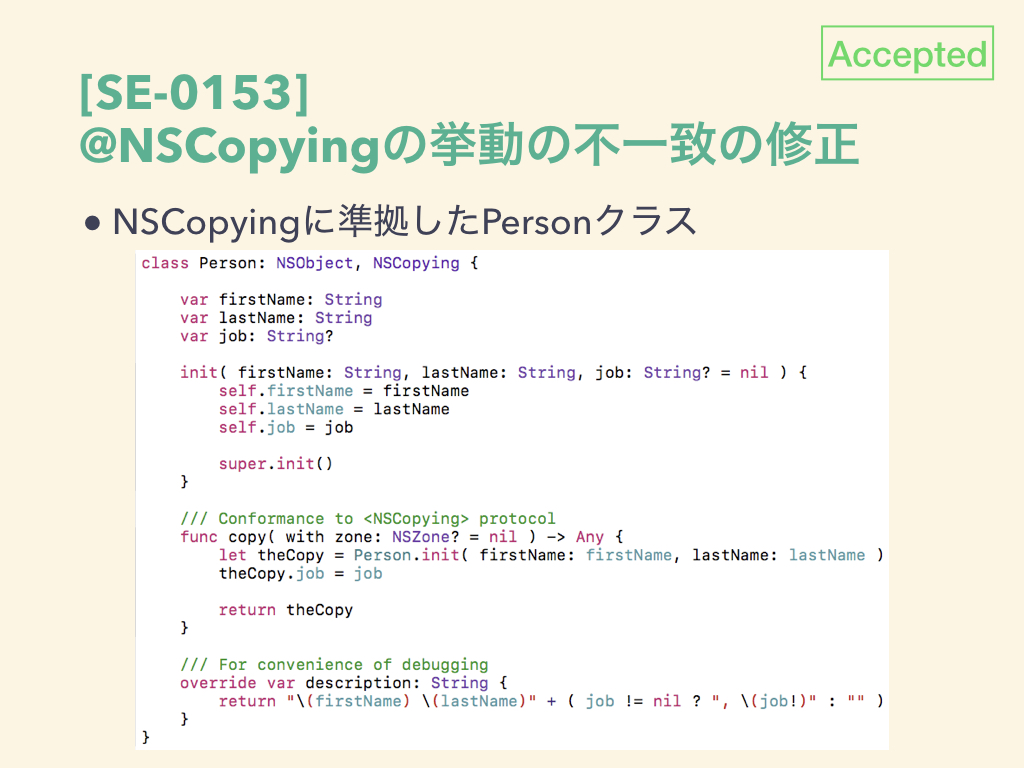 Accepted
[SE-0153]
@NSCopyingの挙動の不一致の修正
● NSCopyingに準拠したPersonクラス
class Person: NSObject, NSCopying {
    var firstName: String
    var lastName: String
    var job: String?
    init( firstName: String, lastName: String, job: String? = nil ) {
        self.firstName = firstName
        self.lastName = lastName
        self.job = job
        super.init()
    }
    /// Conformance to <NSCopying> protocol
    func copy( with zone: NSZone? = nil ) -> Any {
        let theCopy = Person.init( firstName: firstName, lastName: lastName )
        theCopy.job = job
        return theCopy
    }
    /// For convenience of debugging
    override var description: String {
        return "\(firstName) \(lastName)" + ( job != nil ? ", \(job!)" : "" )
    }
}